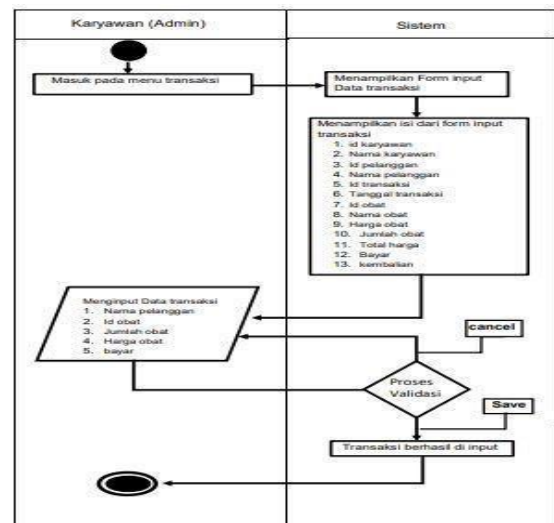 Karyawan (Admin)
Sistem
Masuk pada menu transaksi
Menampilkan Form input
Data transaksi
Menampilkan isi dari form input
transaksi
1. id karyawan
2. Nama karyawan
3. Id pelanggan
4. Nama pelanggan
5. Id transaksi
6. Tanggal transaksi
7. Id obat
8. Nama obat
9. Harga obat
10. Jumlah obat
11. Total harga
12. Bayar
13. kembalian
Menginput Data transaksi
1. Nama pelanggan
2. Id obat
3. Jumlah obat
4. Harga obat
5. bayar
cancel
Proses
Validasi
Save
Transaksi berhasil di input